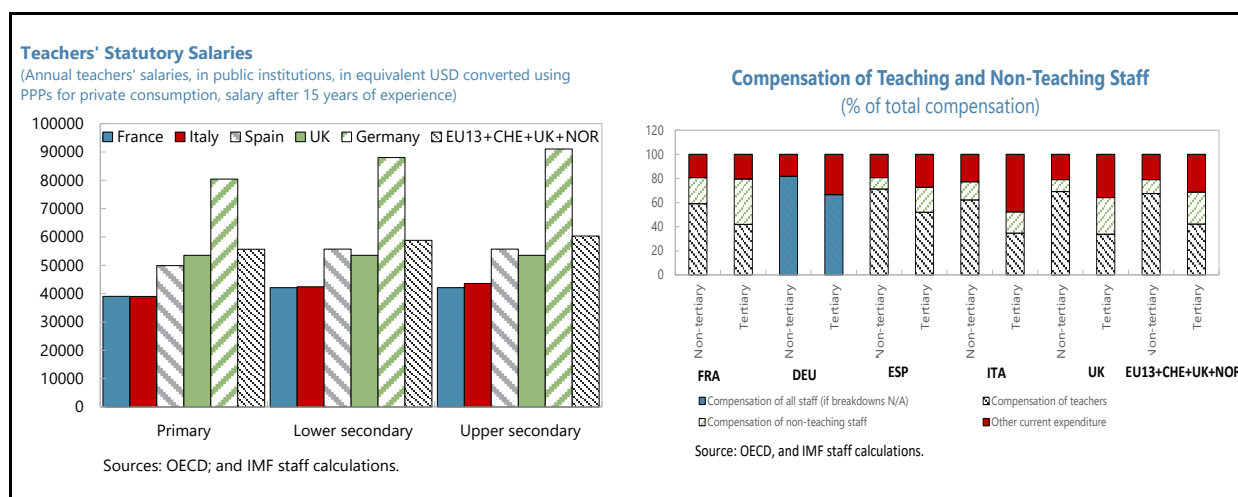 Teachers' Statutory Salaries
(Annual teachers' salaries, in public institutions, in equivalent USD converted using
PPPs for private consumption, salary after 15 years of experience)
100000
90000
80000
70000
60000
50000
40000
30000
20000
10000
0
France Italy Spain UK Germany EU13+CHE+UK+NOR
Primary Lower secondary Upper secondary
Sources: OECD; and IMF staff calculations.
Compensation of Teaching and Non-Teaching Staff
(% of total compensation)
120
100
80
60
40
20
0
Non-tertiary Tertiary Non-tertiary Tertiary Non-tertiary Tertiary Non-tertiary Tertiary Non-tertiary Tertiary Non-tertiary Tertiary
FRA DEU ESP ITA UK EU13+CHE+UK+NOR
Compensation of all staff (if breakdowns N/A) Compensation of teachers
Compensation of non-teaching staff Other current expenditure
Source: OECD, and IMF staff calculations.